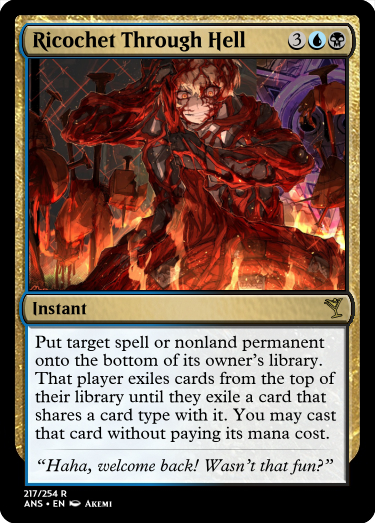 Ricochet Through Hell 3
Instant
Put target spell or nonland permanent
onto the bottom of its owner's library.
That player exiles cards from the top of
their library until they exile a card that
shares a card type with it. You may cast
that card without paying its mana cost.
“Haha, welcome back! Wasn't that fun?”
217/254 R
ANS • EN Akemi